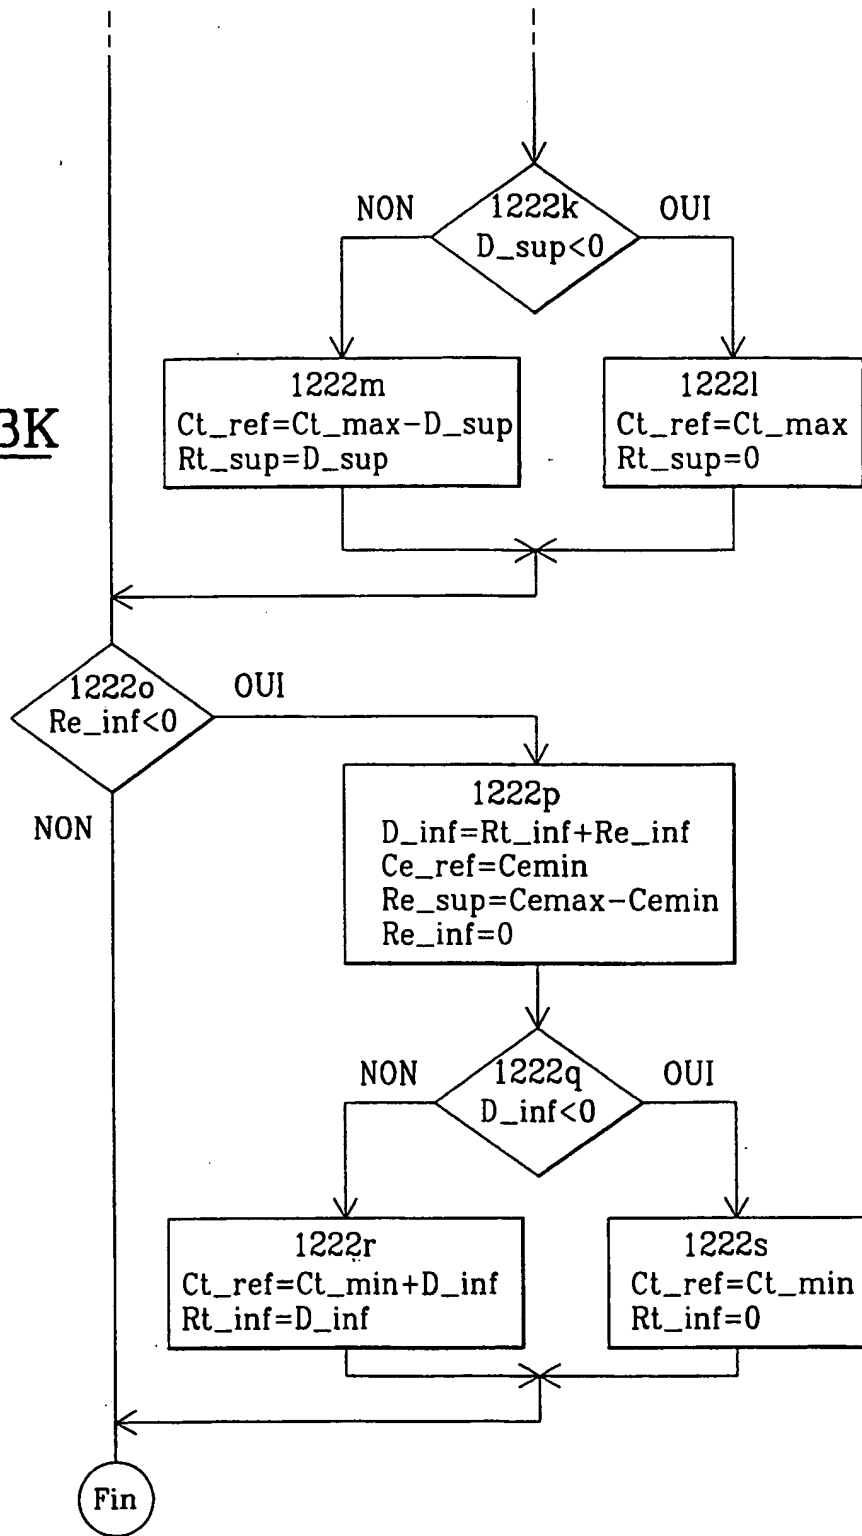 NON
1222k
OUI
D_sup<0
1222m
Ct_ref=Ct_max-D_sup
Rt_sup=D_sup
1222l
Ct_ref=Ct_max
Rt_sup=0
3K
1222o
Re_inf<0
OUI
NON
1222p
D_inf=Rt_inf+Re_inf
Ce_ref=Cemin
Re_sup=Cemax-Cemin
Re_inf=0
NON
1222q
OUI
D_inf<0
1222r
Ct_ref=Ct_min+D_inf
Rt_inf=D_inf
1222s
Ct_ref=Ct_min
Rt_inf=0
Fin